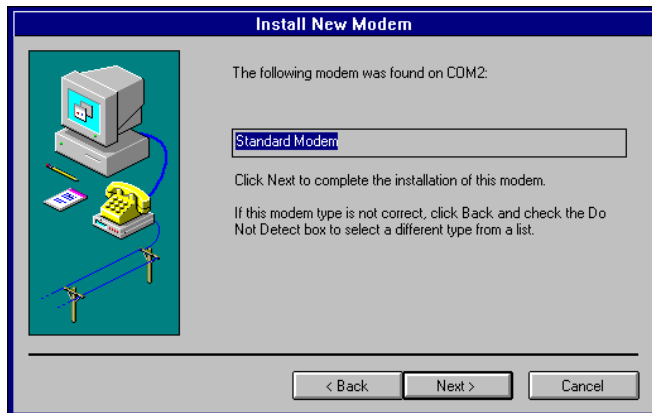 Install New Modem
The following modem was found on COM2:
Standard Modem
Click Next to complete the installation of this modem.
If this modem type is not correct, click Back and check the Do
Not Detect box to select a different type from a list.
< Back
Next >
Cancel